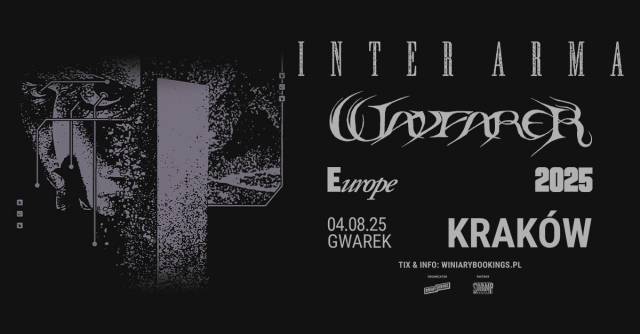 INTER ARMA
WAYFARER
Europe 2025
04.08.25
GWAREK
KRAKÓW
TIX & INFO: WINIARYBOOKINGS.PL